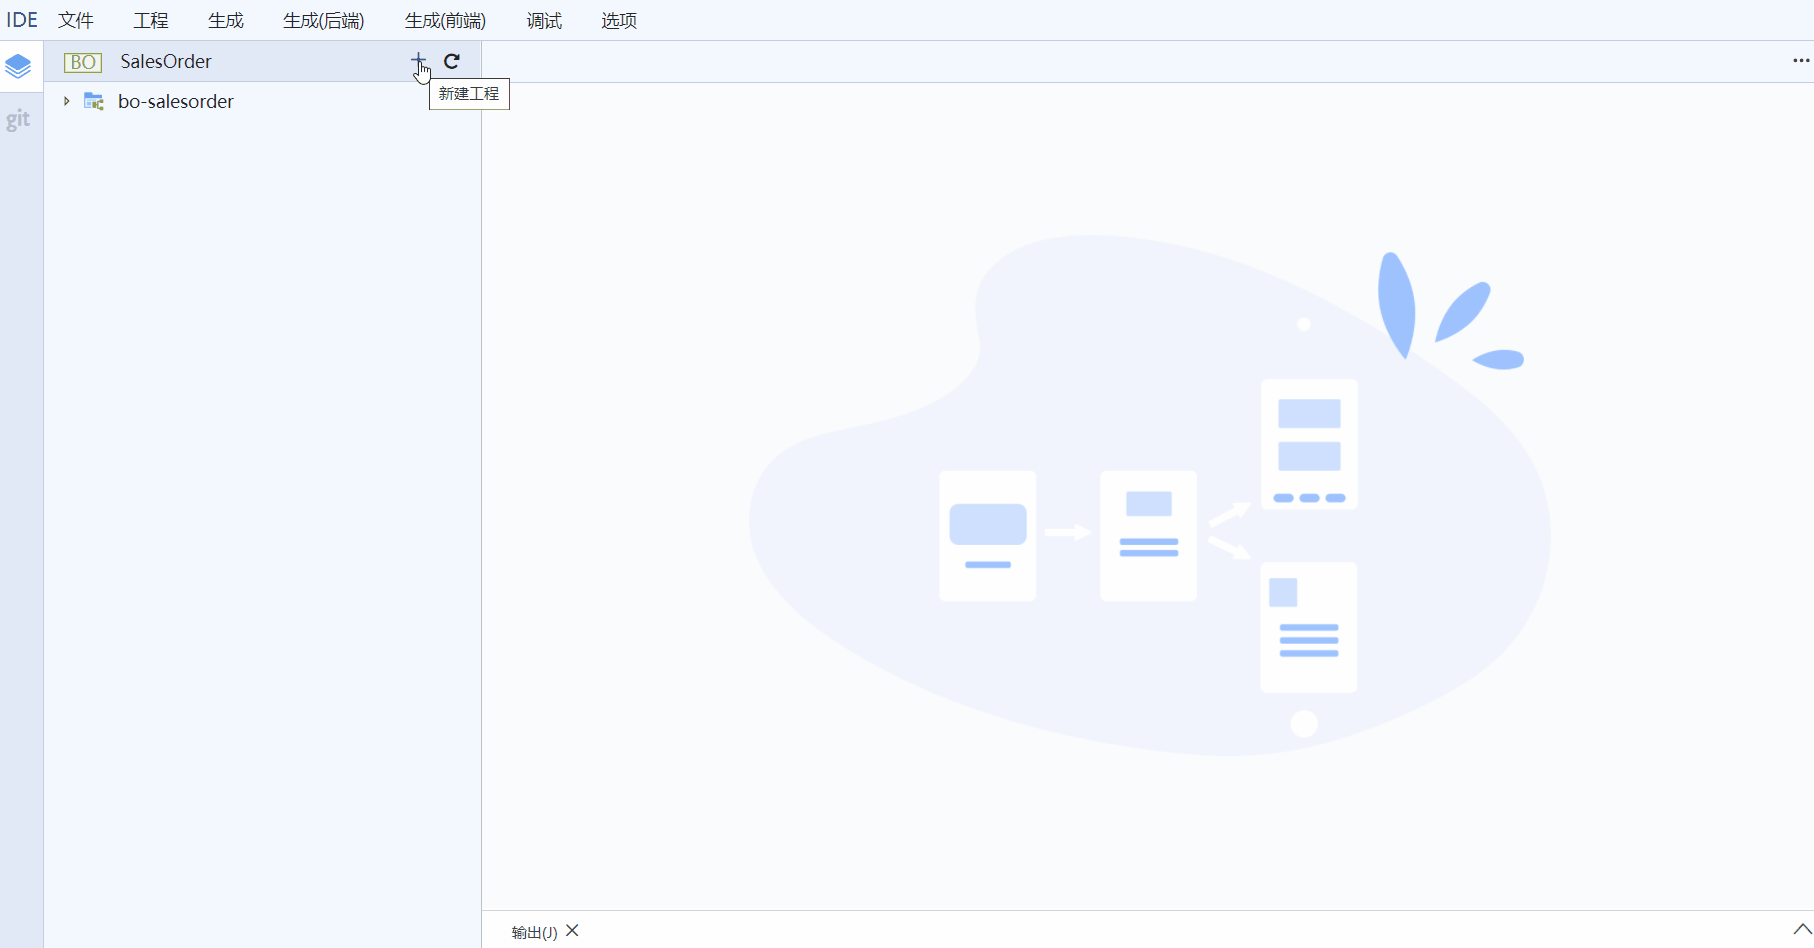 IDE 文件 工程 生成 生成(后端) 生成(前端) 调试 选项
BO SalesOrder
新建工程
bo-salesorder
git
输出(J)